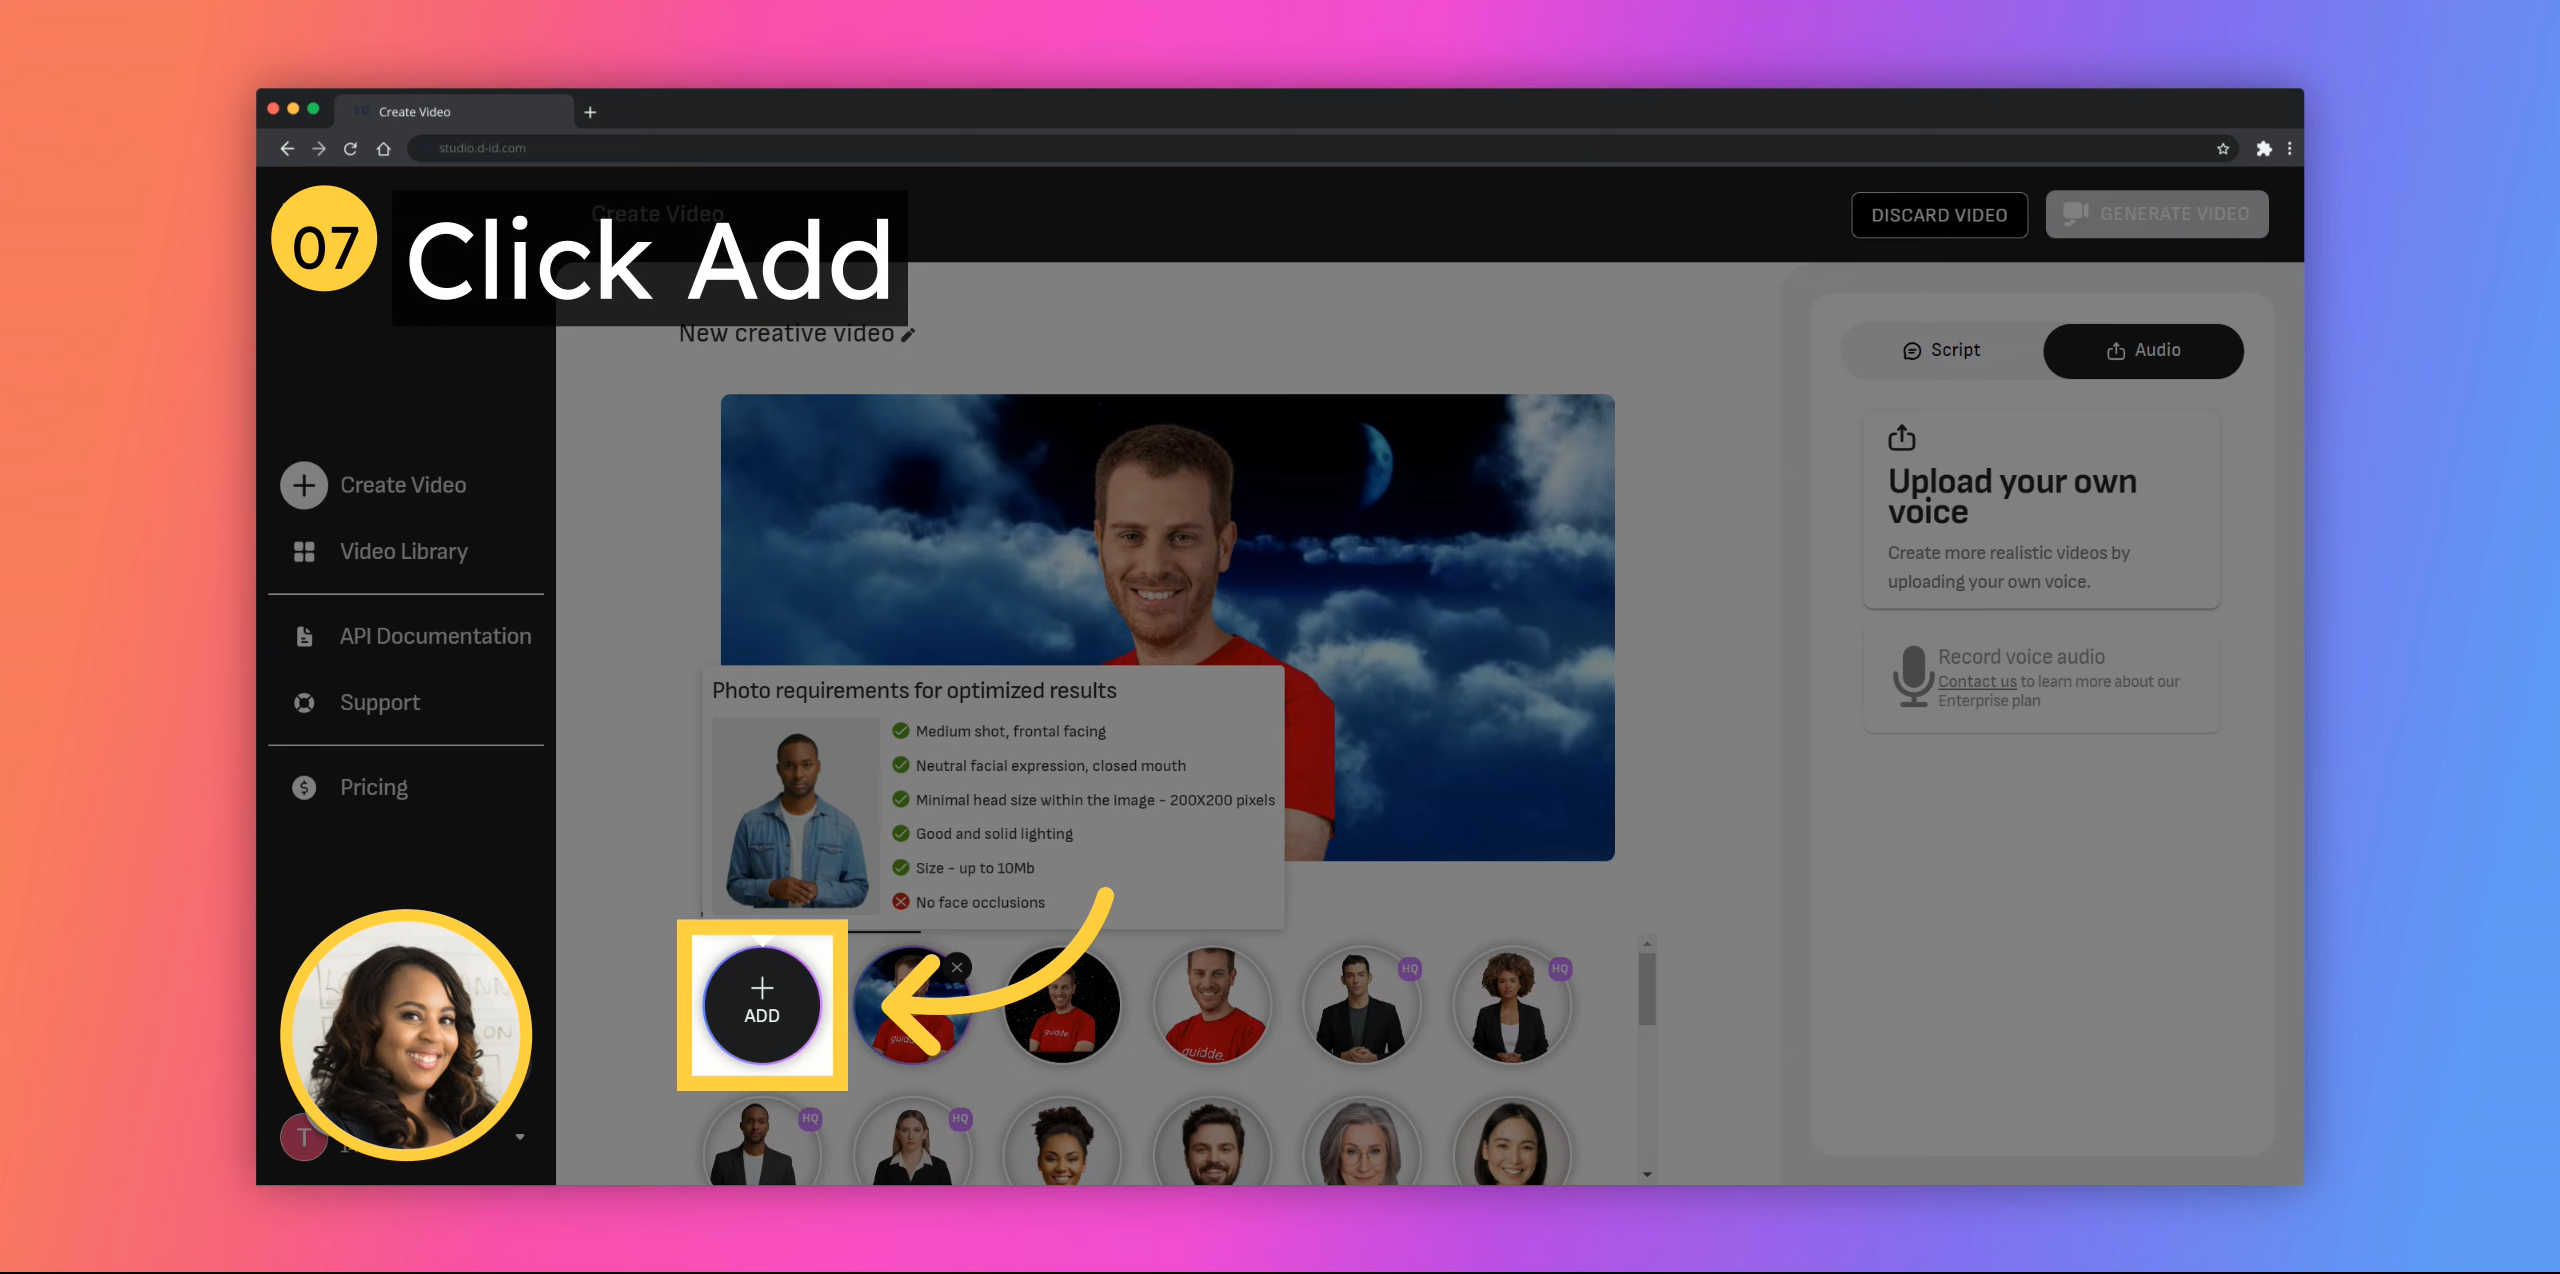 Create Video
studio.d-id.com
07
Click Add
Create Video
DISCARD VIDEO
GENERATE VIDEO
New creative video
Script
Audio
Upload your own
voice
Create more realistic videos by
uploading your own voice.
Record voice audio
Contact us to learn more about our
Enterprise plan
Create Video
Video Library
API Documentation
Support
Pricing
T
Photo requirements for optimized results
Medium shot, frontal facing
Neutral facial expression, closed mouth
Minimal head size within the image - 200X200 pixels
Good and solid lighting
Size - up to 10Mb
No face occlusions
ADD
guidde.
guidde.
HQ
HQ
HQ
HQ